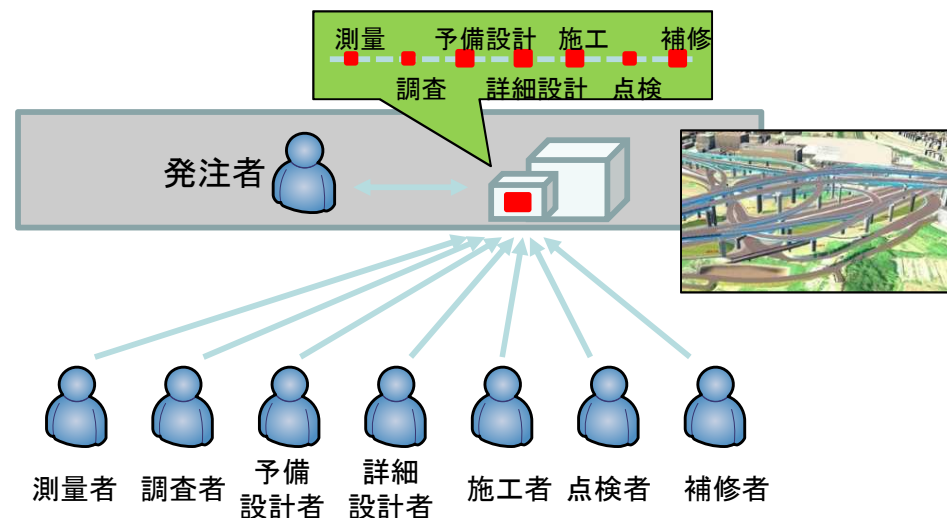 測量 予備設計 施工 補修
調査 詳細設計 点検
発注者
測量者 調査者 予備 詳細 施工者 点検者 補修者
設計者 設計者